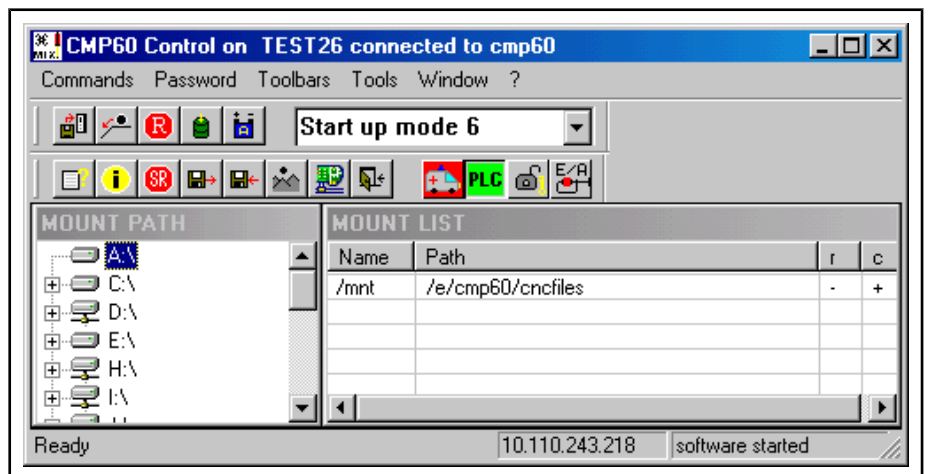 CMP60 Control on TEST26 connected to cmp60
Commands Password Toolbars Tools Window ?
R Start up mode 6
? i SR PLC i E/A
MOUNT PATH MOUNT LIST
A:\ Name Path r c
C:\ /mnt /e/cmp60/cncfiles - +
D:\
E:\
H:\
I:\
Ready 10.110.243.218 software started